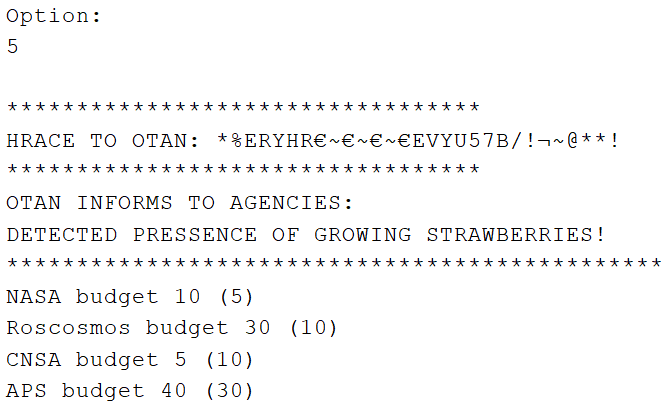 Option:
5
**********************************
HRACE TO OTAN: *%ERYHR€~€~€~€EVYU57B/!¬~@**!
**********************************
OTAN INFORMS TO AGENCIES:
DETECTED PRESSENCE OF GROWING STRAWBERRIES!
***********************************************
NASA budget 10 (5)
Roscosmos budget 30 (10)
CNSA budget 5 (10)
APS budget 40 (30)